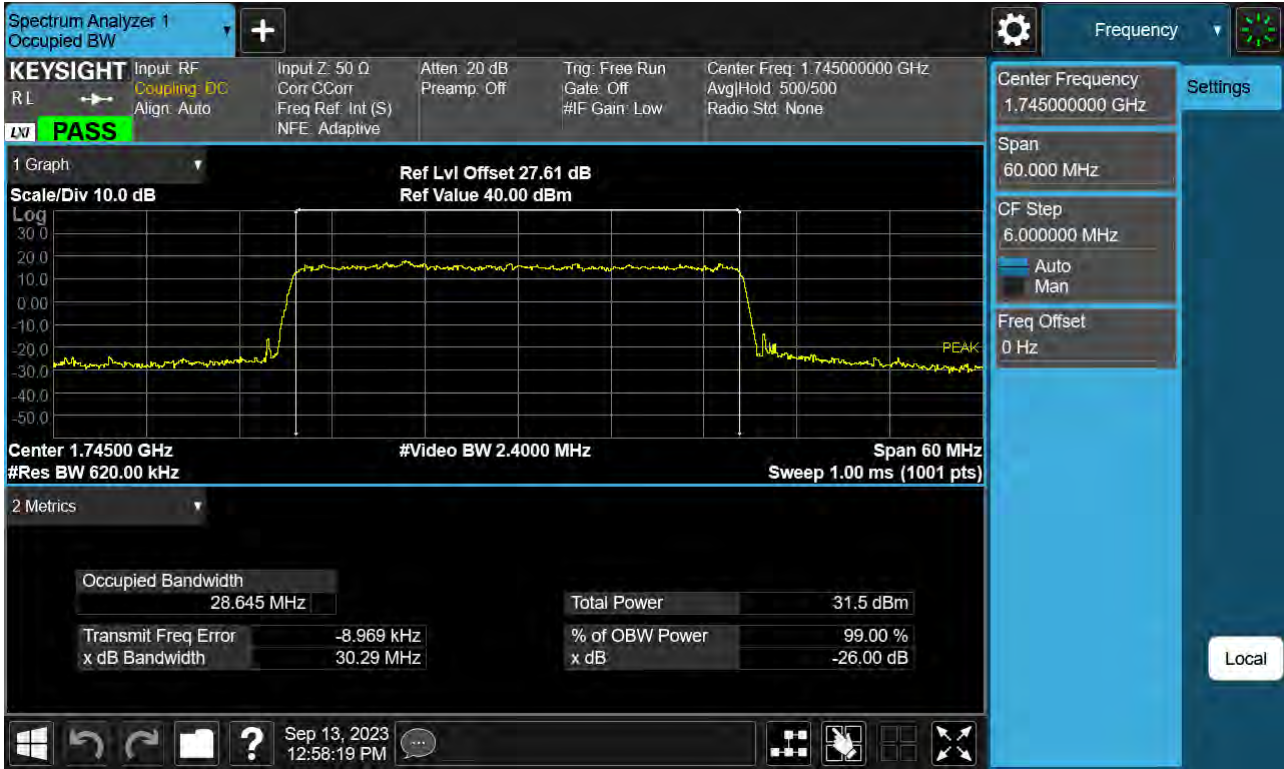 Spectrum Analyzer 1
Occupied BW
+
Frequency
KEYSIGHT
RL
LXI
PASS
Input: RF
Coupling: DC
Align: Auto
Input Z: 50 Ω
Corr CCorr
Freq Ref: Int (S)
NFE: Adaptive
Atten: 20 dB
Preamp: Off
Trig: Free Run
Gate: Off
#IF Gain: Low
Center Freq: 1.745000000 GHz
Avg|Hold: 500/500
Radio Std: None
1 Graph
Scale/Div 10.0 dB
Ref Lvl Offset 27.61 dB
Ref Value 40.00 dBm
Log
30.0
20.0
10.0
0.00
-10.0
-20.0
-30.0
-40.0
-50.0
PEAK
Center 1.74500 GHz
#Video BW 2.4000 MHz
Span 60 MHz
#Res BW 620.00 kHz
Sweep 1.00 ms (1001 pts)
2 Metrics
Occupied Bandwidth
28.645 MHz
Total Power 31.5 dBm
Transmit Freq Error -8.969 kHz
% of OBW Power 99.00 %
x dB Bandwidth 30.29 MHz
x dB -26.00 dB
Center Frequency
1.745000000 GHz
Settings
Span
60.000 MHz
CF Step
6.000000 MHz
Auto
Man
Freq Offset
0 Hz
Local
?
Sep 13, 2023
12:58:19 PM